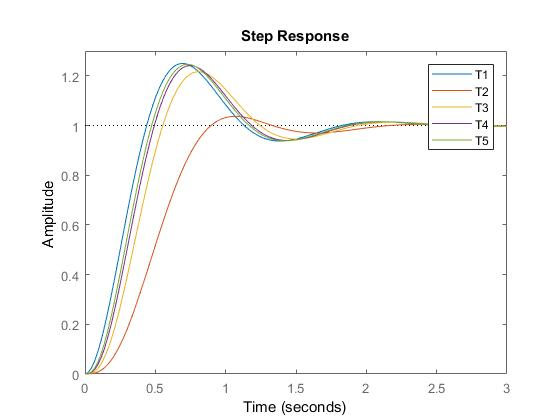 Step Response
1.2
1
0.8
0.6
0.4
0.2
0
Amplitude
T1
T2
T3
T4
T5
0 0.5 1 1.5 2 2.5 3
Time (seconds)